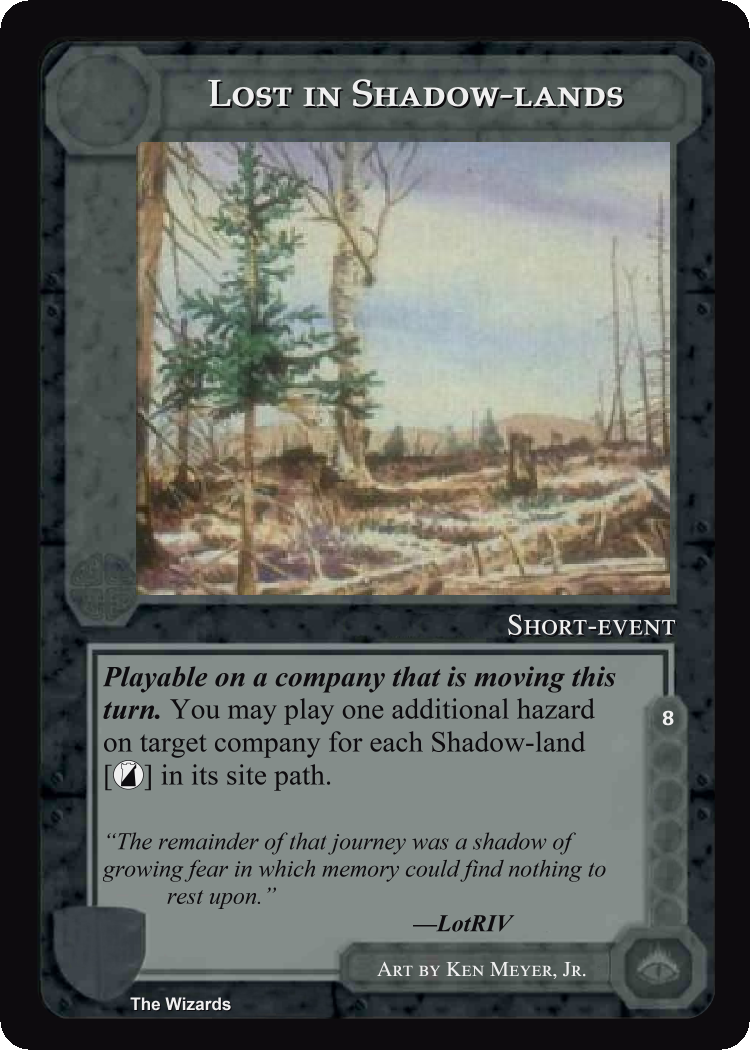 Lost in Shadow-lands
Short-event
Playable on a company that is moving this
turn. You may play one additional hazard
on target company for each Shadow-land
[] in its site path.
8
“The remainder of that journey was a shadow of
growing fear in which memory could find nothing to
rest upon.”
—LotRIV
Art by Ken Meyer, Jr.
The Wizards